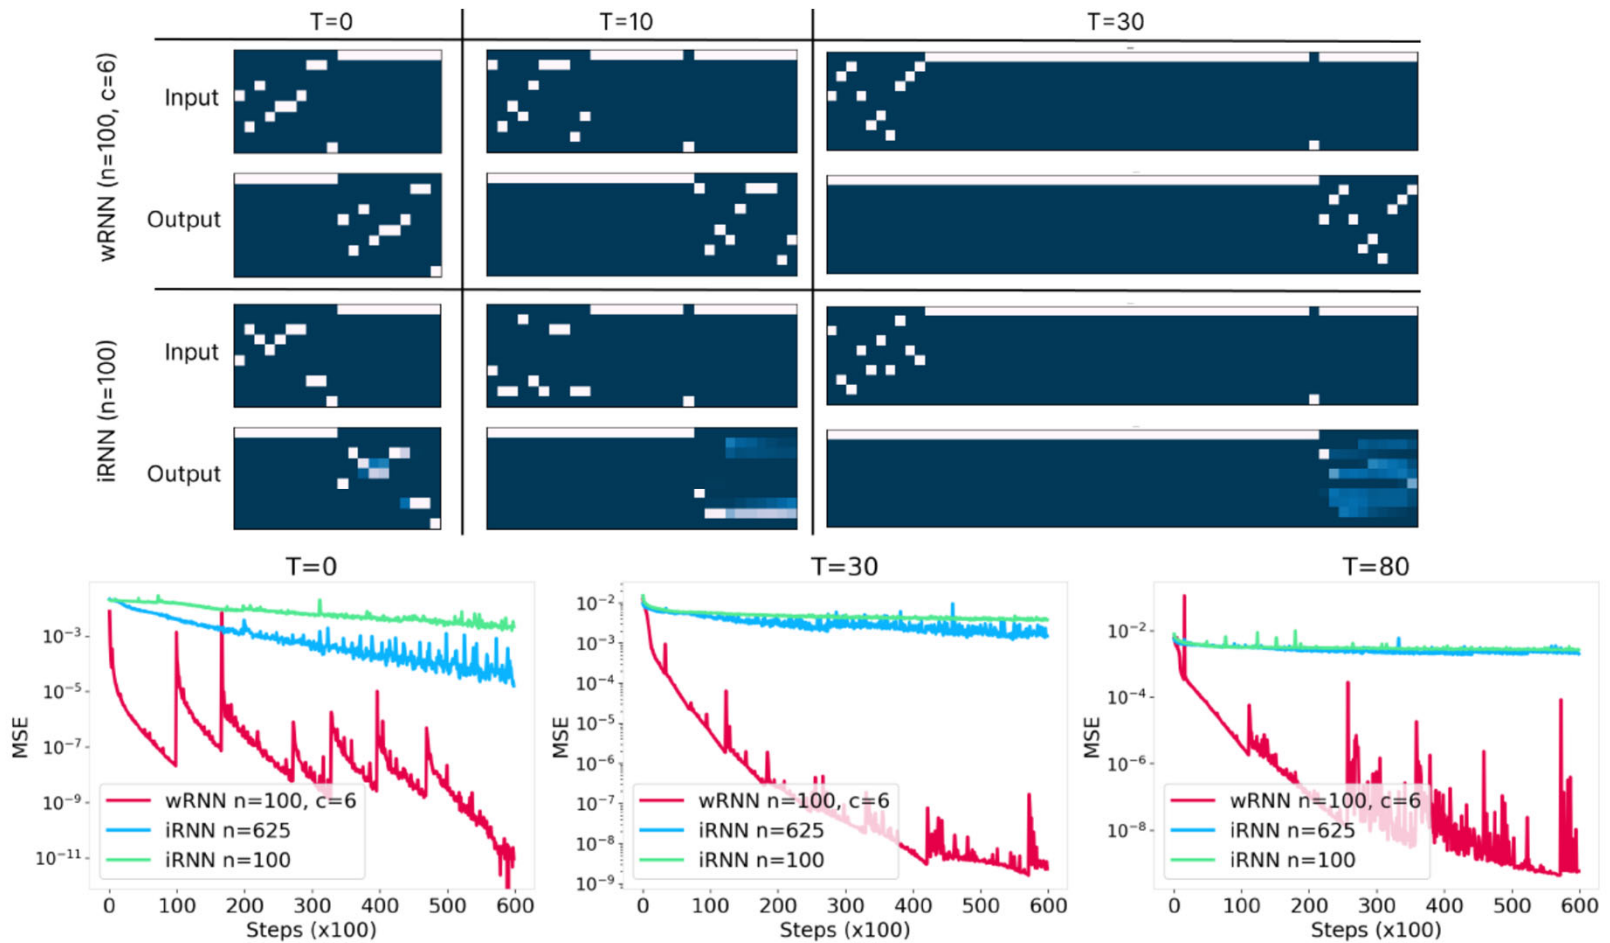 T=0 T=10 T=30
wRNN (n=100, c=6)
Input
Output
iRNN (n=100)
Input
Output
T=0
MSE
10⁻³
10⁻⁵
10⁻⁷
10⁻⁹
10⁻¹¹
wRNN n=100, c=6
iRNN n=625
iRNN n=100
0 100 200 300 400 500 600
Steps (x100)
T=30
MSE
10⁻²
10⁻³
10⁻⁴
10⁻⁵
10⁻⁶
10⁻⁷
10⁻⁸
10⁻⁹
wRNN n=100, c=6
iRNN n=625
iRNN n=100
0 100 200 300 400 500 600
Steps (x100)
T=80
MSE
10⁻²
10⁻⁴
10⁻⁶
10⁻⁸
wRNN n=100, c=6
iRNN n=625
iRNN n=100
0 100 200 300 400 500 600
Steps (x100)